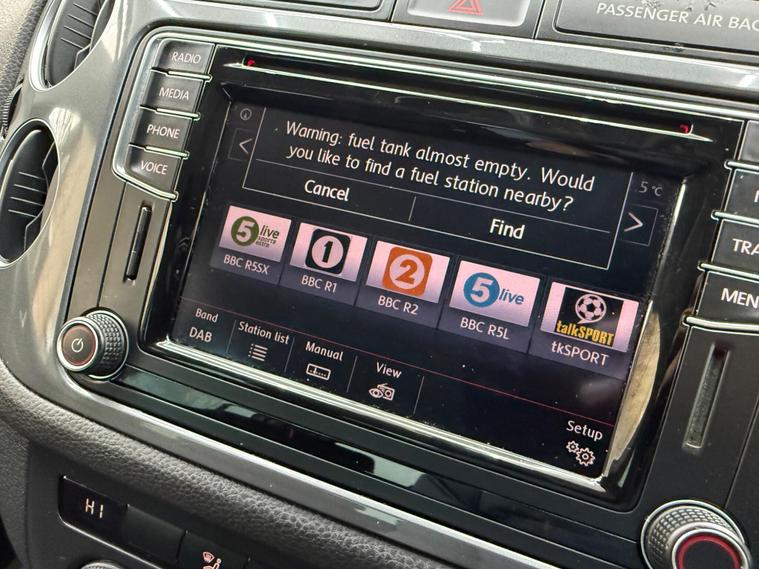 PASSENGER AIR BAG
RADIO
MEDIA
PHONE
VOICE
Warning: fuel tank almost empty. Would
you like to find a fuel station nearby?
Cancel
Find
5 °C
5 live sports extra
1
2
5 live
talkSPORT
BBC R5SX
BBC R1
BBC R2
BBC R5L
tkSPORT
Band
DAB
Station list
Manual
View
Setup
TRA
MEN
HI